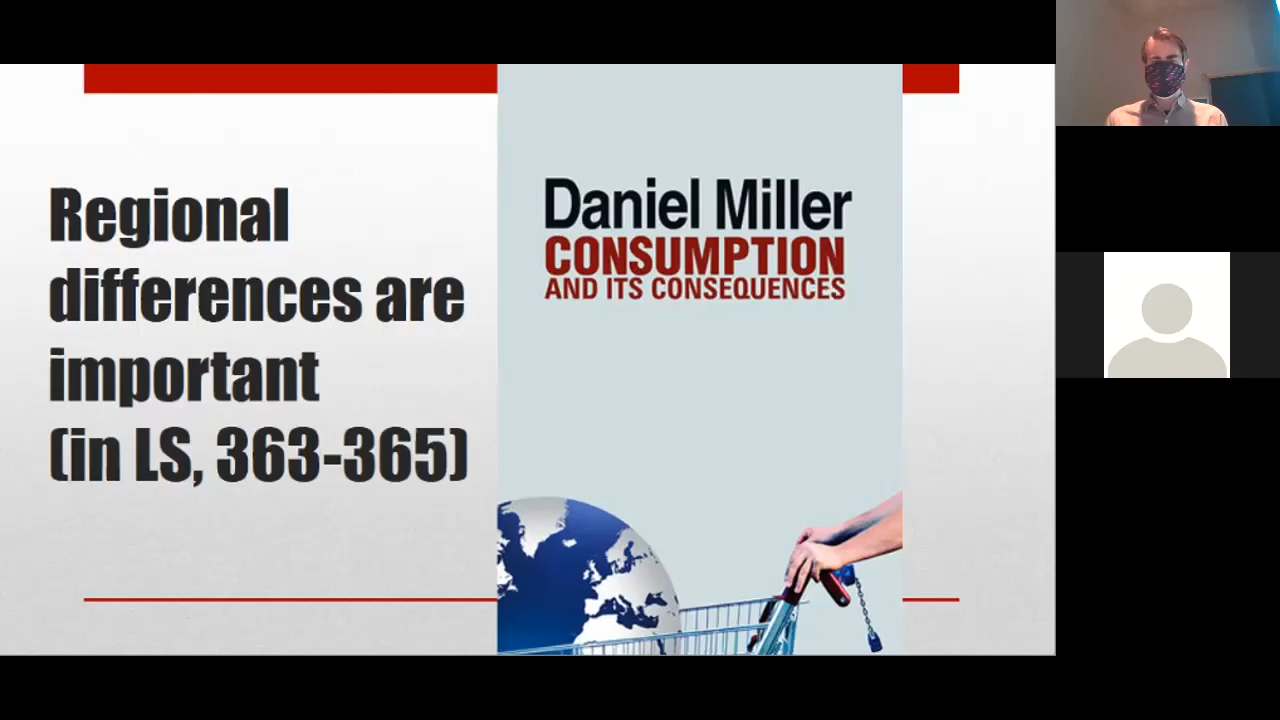 Regional
differences are
important
(in LS, 363-365)
Daniel Miller
CONSUMPTION
AND ITS CONSEQUENCES